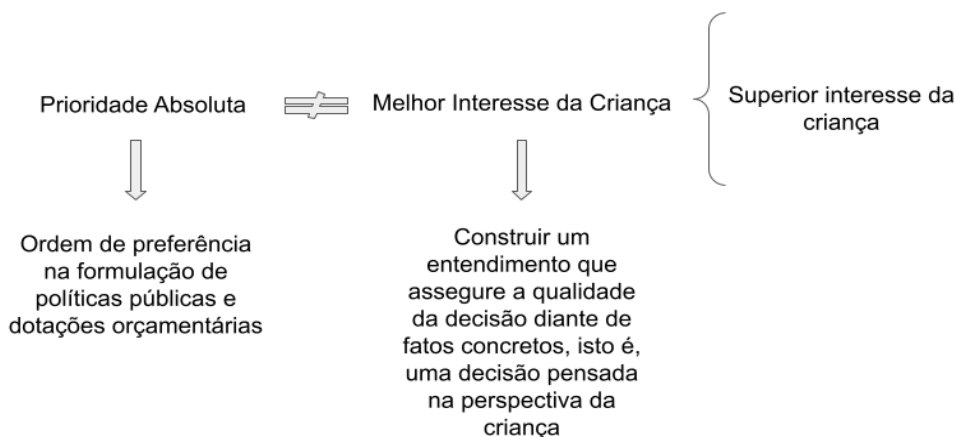 Prioridade Absoluta
Melhor Interesse da Criança
Superior interesse da
criança
Ordem de preferência
na formulação de
políticas públicas e
dotações orçamentárias
Construir um
entendimento que
assegure a qualidade
da decisão diante de
fatos concretos, isto é,
uma decisão pensada
na perspectiva da
criança